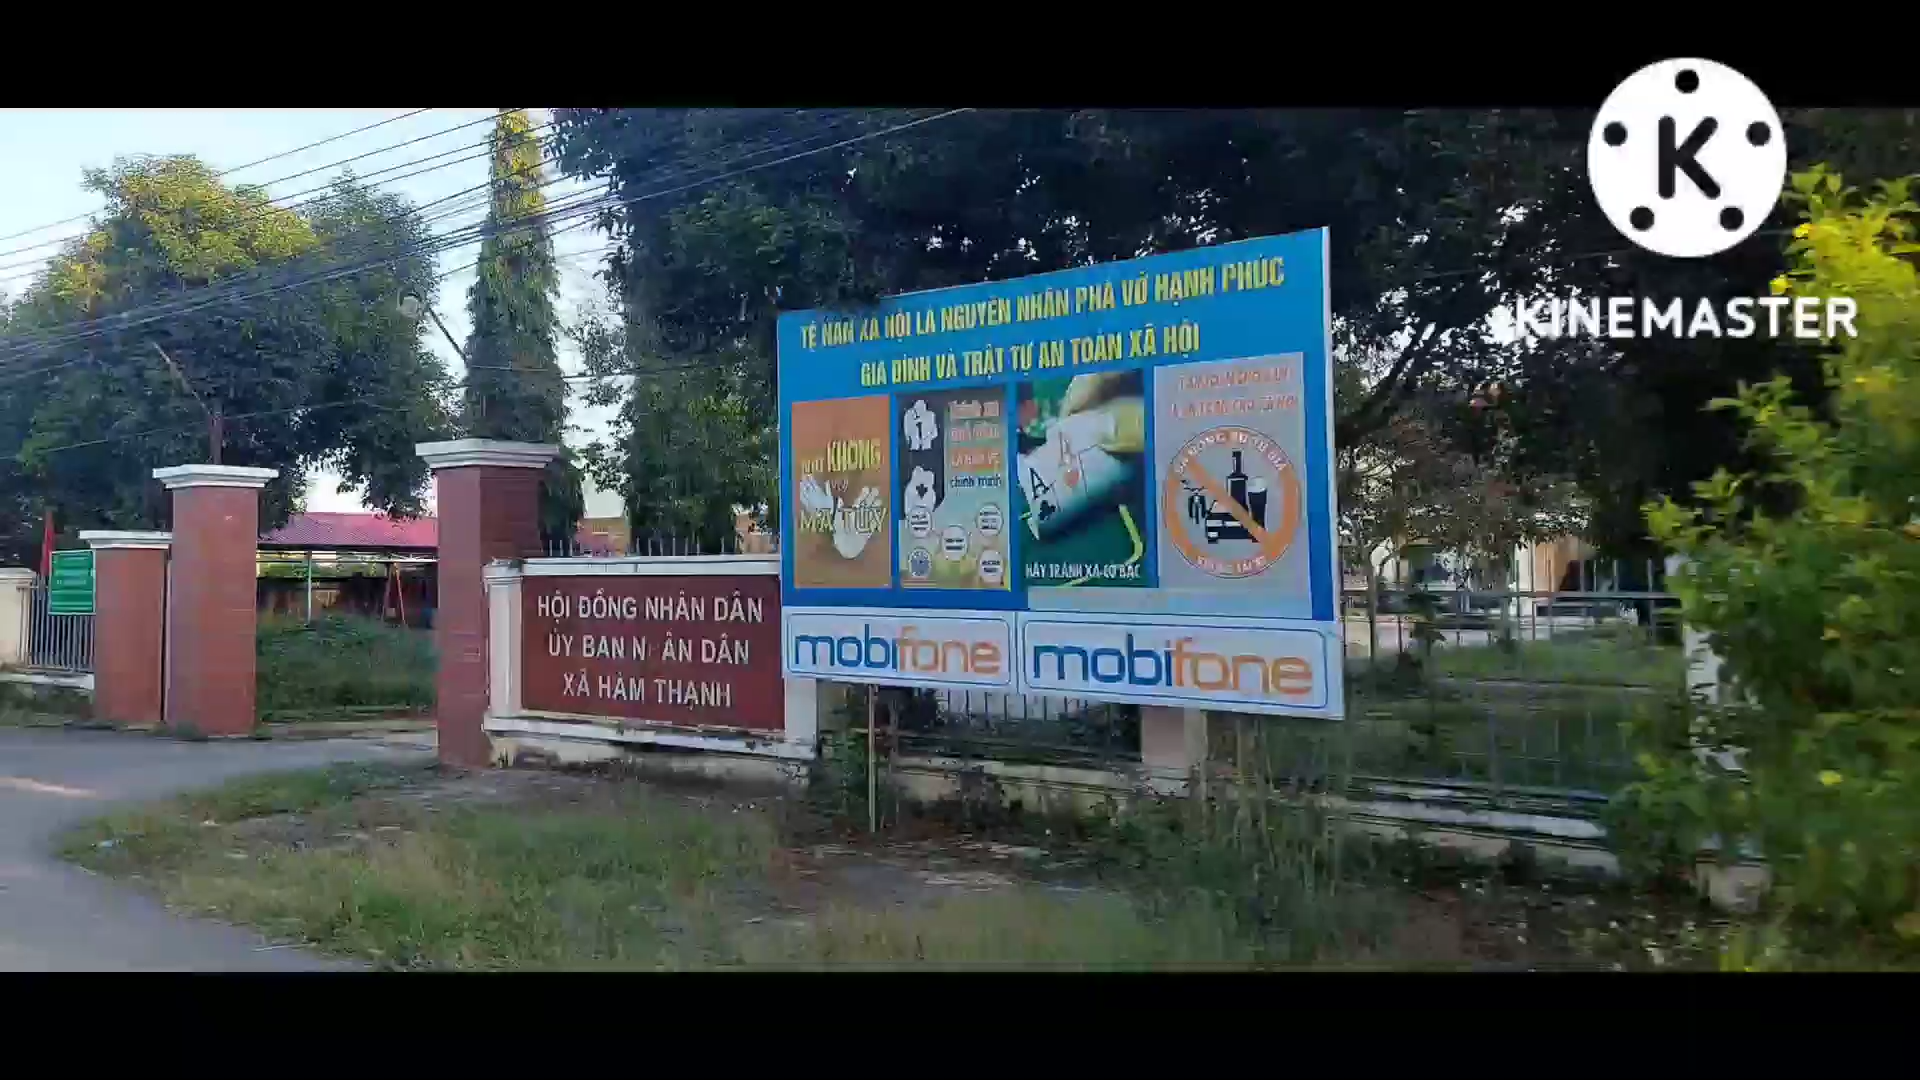 KINEMASTER
TỆ NẠN XÃ HỘI LÀ NGUYÊN NHÂN PHÁ VỠ HẠNH PHÚC
GIA ĐÌNH VÀ TRẬT TỰ AN TOÀN XÃ HỘI
KHÔNG
MA TÚY
chính mình
HÃY TRÁNH XA CỜ BẠC
HỘI ĐỒNG NHÂN DÂN
ỦY BAN N ÂN DÂN
XÃ HÀM THẠNH
mobifone
mobifone